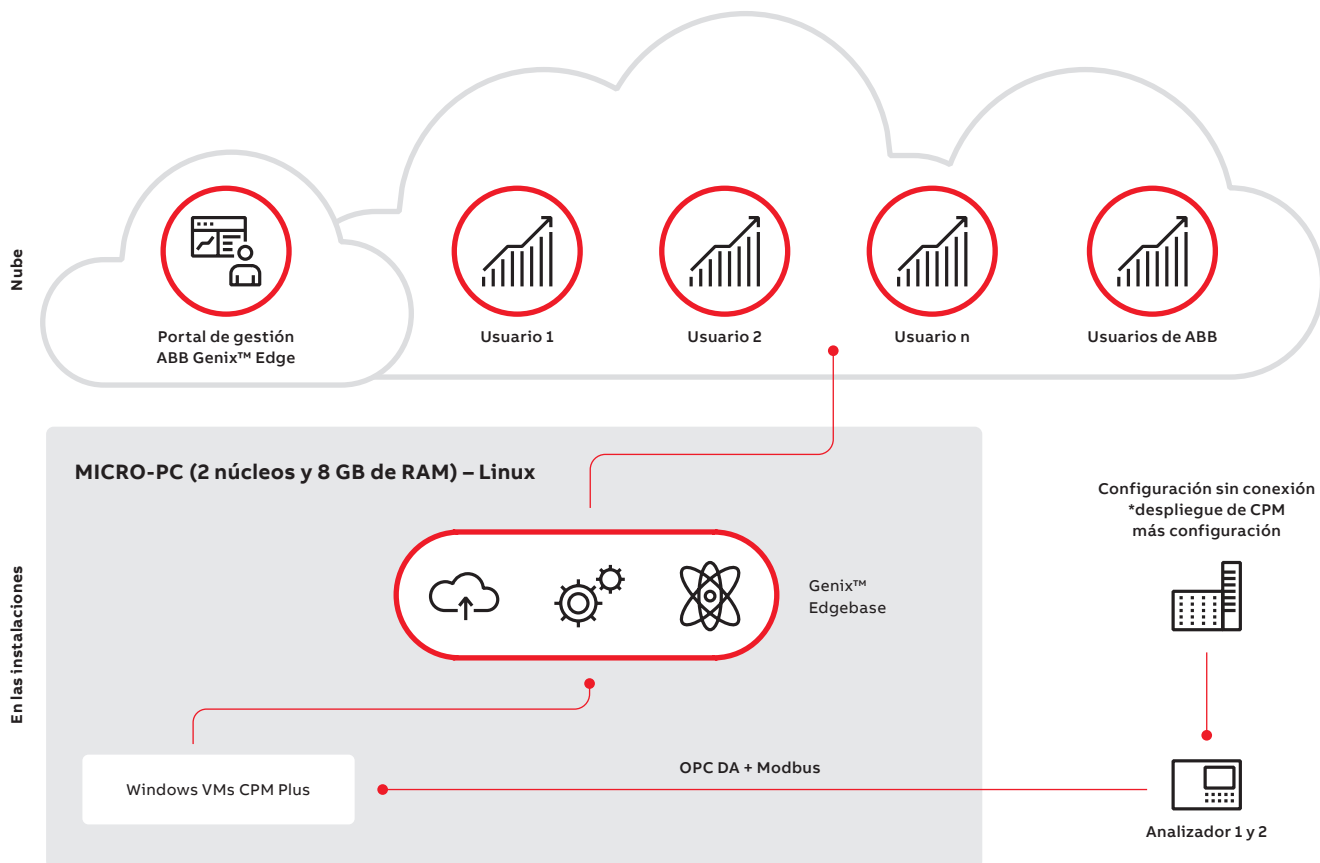 Nube
Portal de gestión
ABB Genix™ Edge
Usuario 1
Usuario 2
Usuario n
Usuarios de ABB
En las instalaciones
MICRO-PC (2 núcleos y 8 GB de RAM) – Linux
Genix™
Edgebase
Configuración sin conexión
*despliegue de CPM
más configuración
Windows VMs CPM Plus
OPC DA + Modbus
Analizador 1 y 2